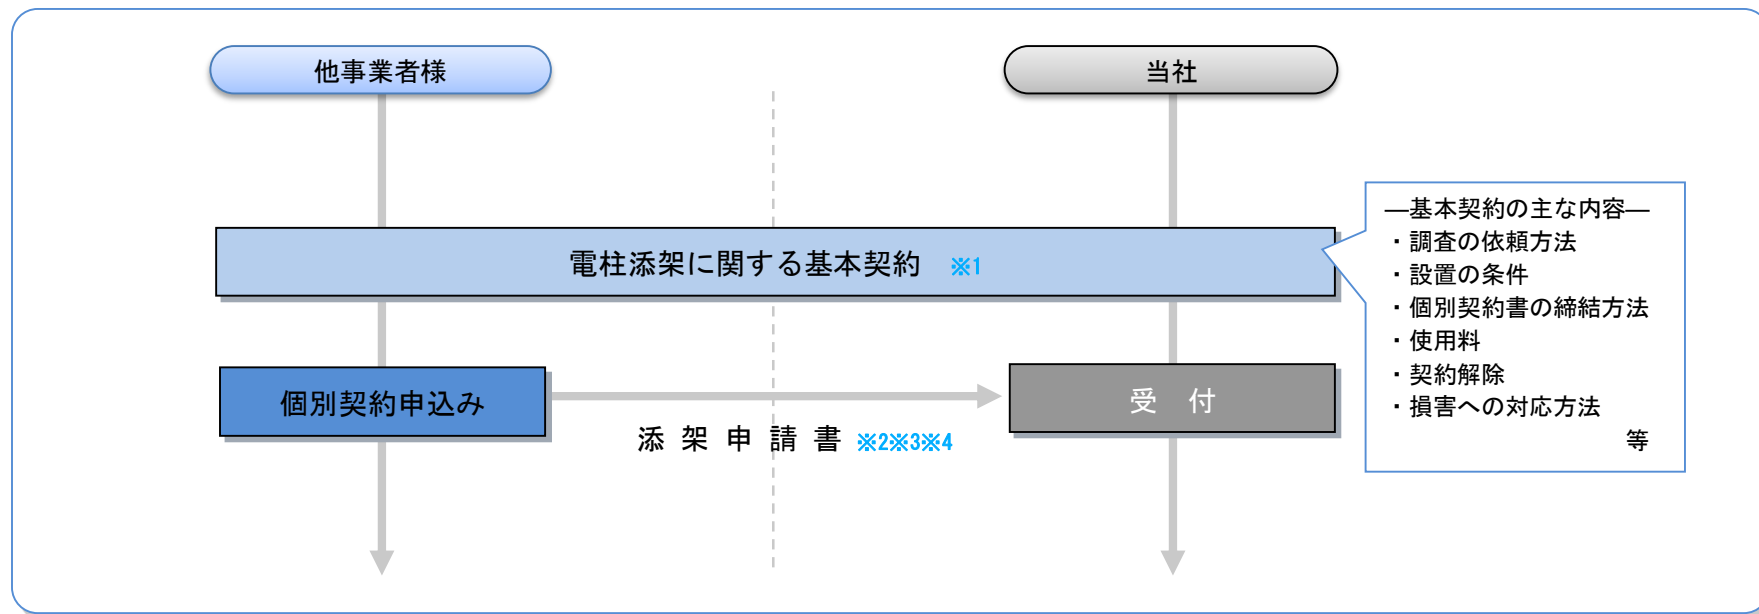 他事業者様
当社
電柱添架に関する基本契約 ※1
―基本契約の主な内容―
・調査の依頼方法
・設置の条件
・個別契約書の締結方法
・使用料
・契約解除
・損害への対応方法
等
個別契約申込み
受 付
添 架 申 請 書 ※2※3※4